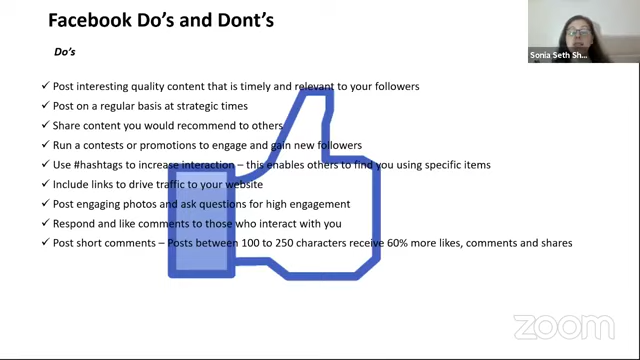 Facebook Do's and Dont's
Do's
✓ Post interesting quality content that is timely and relevant to your followers
✓ Post on a regular basis at strategic times
✓ Share content you would recommend to others
✓ Run a contests or promotions to engage and gain new followers
✓ Use #hashtags to increase interaction – this enables others to find you using specific items
✓ Include links to drive traffic to your website
✓ Post engaging photos and ask questions for high engagement
✓ Respond and like comments to those who interact with you
✓ Post short comments – Posts between 100 to 250 characters receive 60% more likes, comments and shares
Sonia Seth Sh...
zoom